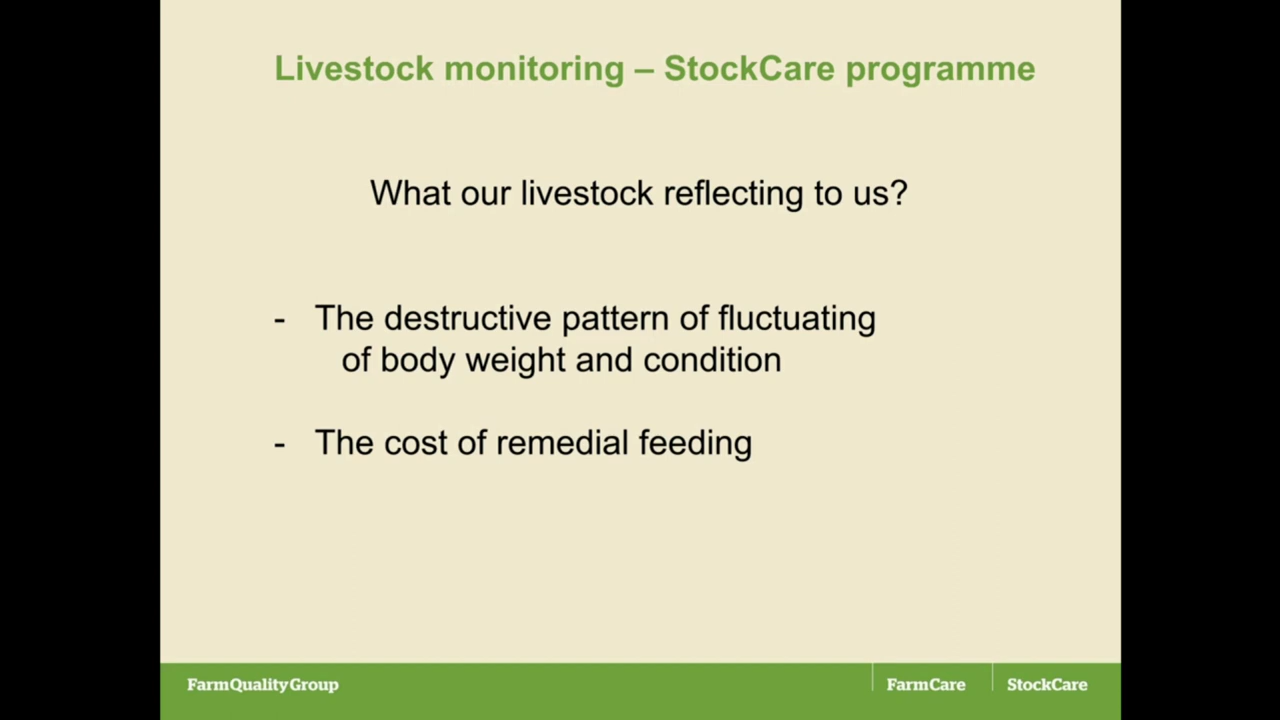 Livestock monitoring – StockCare programme
What our livestock reflecting to us?
- The destructive pattern of fluctuating
of body weight and condition
- The cost of remedial feeding
FarmQualityGroup
FarmCare
StockCare